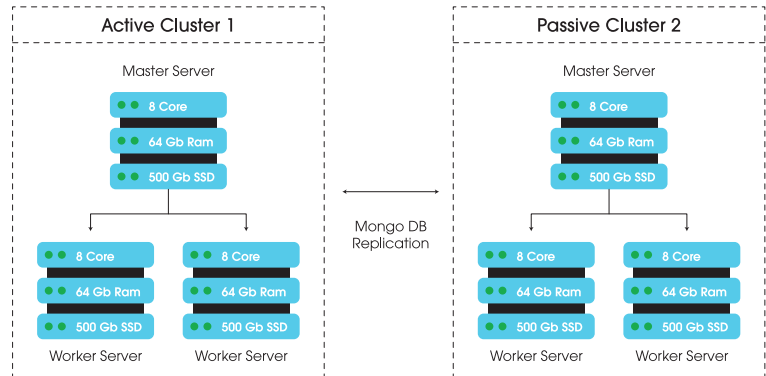 Active Cluster 1
Master Server
8 Core
64 Gb Ram
500 Gb SSD
8 Core
64 Gb Ram
500 Gb SSD
Worker Server
8 Core
64 Gb Ram
500 Gb SSD
Worker Server
Mongo DB
Replication
Passive Cluster 2
Master Server
8 Core
64 Gb Ram
500 Gb SSD
8 Core
64 Gb Ram
500 Gb SSD
Worker Server
8 Core
64 Gb Ram
500 Gb SSD
Worker Server